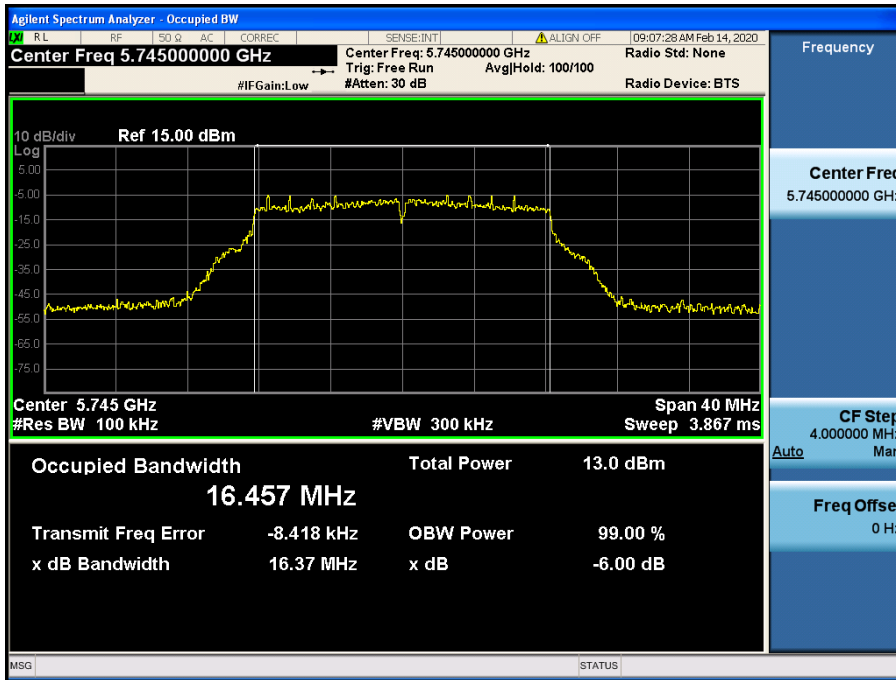 Agilent Spectrum Analyzer - Occupied BW
LXI RL RF 50 Ω AC CORREC SENSE:INT ALIGN OFF 09:07:28 AM Feb 14, 2020
Center Freq 5.745000000 GHz
Center Freq: 5.745000000 GHz
Radio Std: None
Trig: Free Run Avg|Hold: 100/100
#IFGain:Low
#Atten: 30 dB
Radio Device: BTS
10 dB/div Ref 15.00 dBm
Log
5.00
-5.00
-15.0
-25.0
-35.0
-45.0
-55.0
-65.0
-75.0
Center 5.745 GHz Span 40 MHz
#Res BW 100 kHz #VBW 300 kHz Sweep 3.867 ms
Occupied Bandwidth Total Power 13.0 dBm
16.457 MHz
Transmit Freq Error -8.418 kHz OBW Power 99.00 %
x dB Bandwidth 16.37 MHz x dB -6.00 dB
Frequency
Center Freq
5.745000000 GHz
CF Step
4.000000 MHz
Auto Man
Freq Offset
0 Hz
MSG STATUS